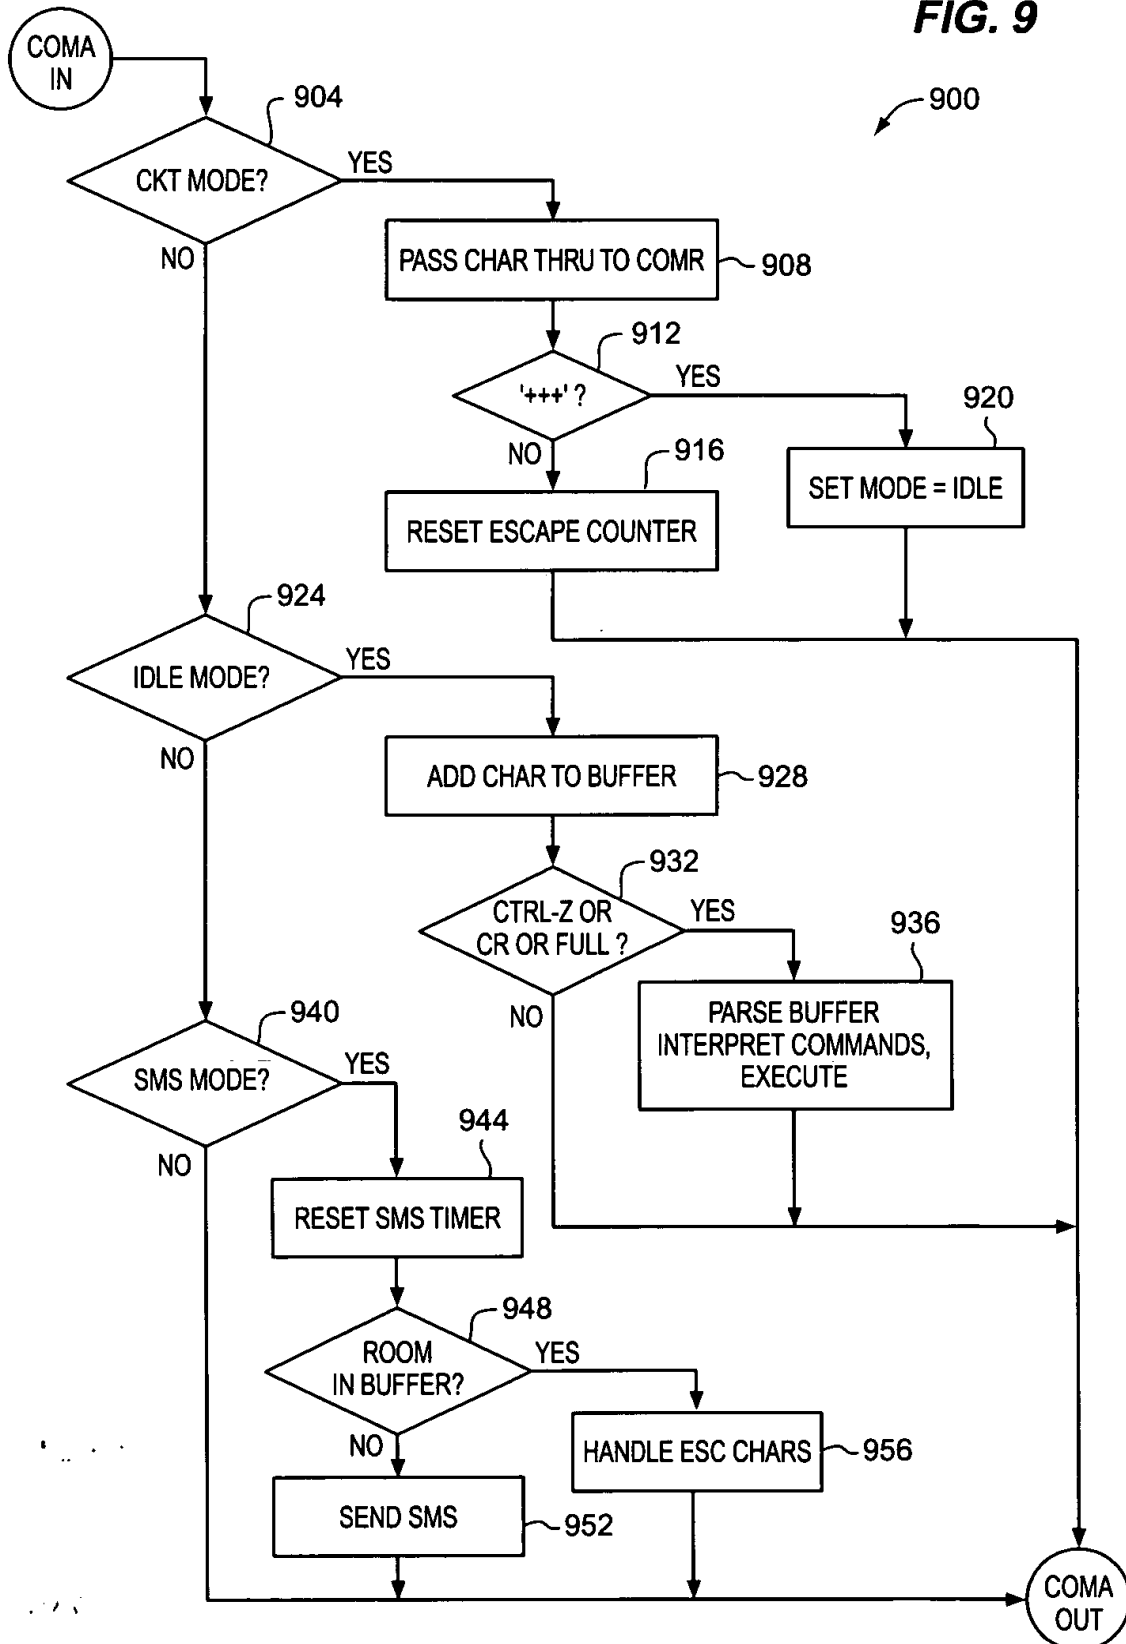 FIG. 9
COMA
IN
904
900
CKT MODE?
YES
NO
PASS CHAR THRU TO COMR
908
912
'+++' ?
YES
920
NO
916
SET MODE = IDLE
RESET ESCAPE COUNTER
924
IDLE MODE?
YES
NO
ADD CHAR TO BUFFER
928
932
CTRL-Z OR
CR OR FULL ?
YES
936
NO
PARSE BUFFER
INTERPRET COMMANDS,
EXECUTE
940
SMS MODE?
YES
944
NO
RESET SMS TIMER
948
ROOM
IN BUFFER?
YES
NO
HANDLE ESC CHARS
956
SEND SMS
952
COMA
OUT